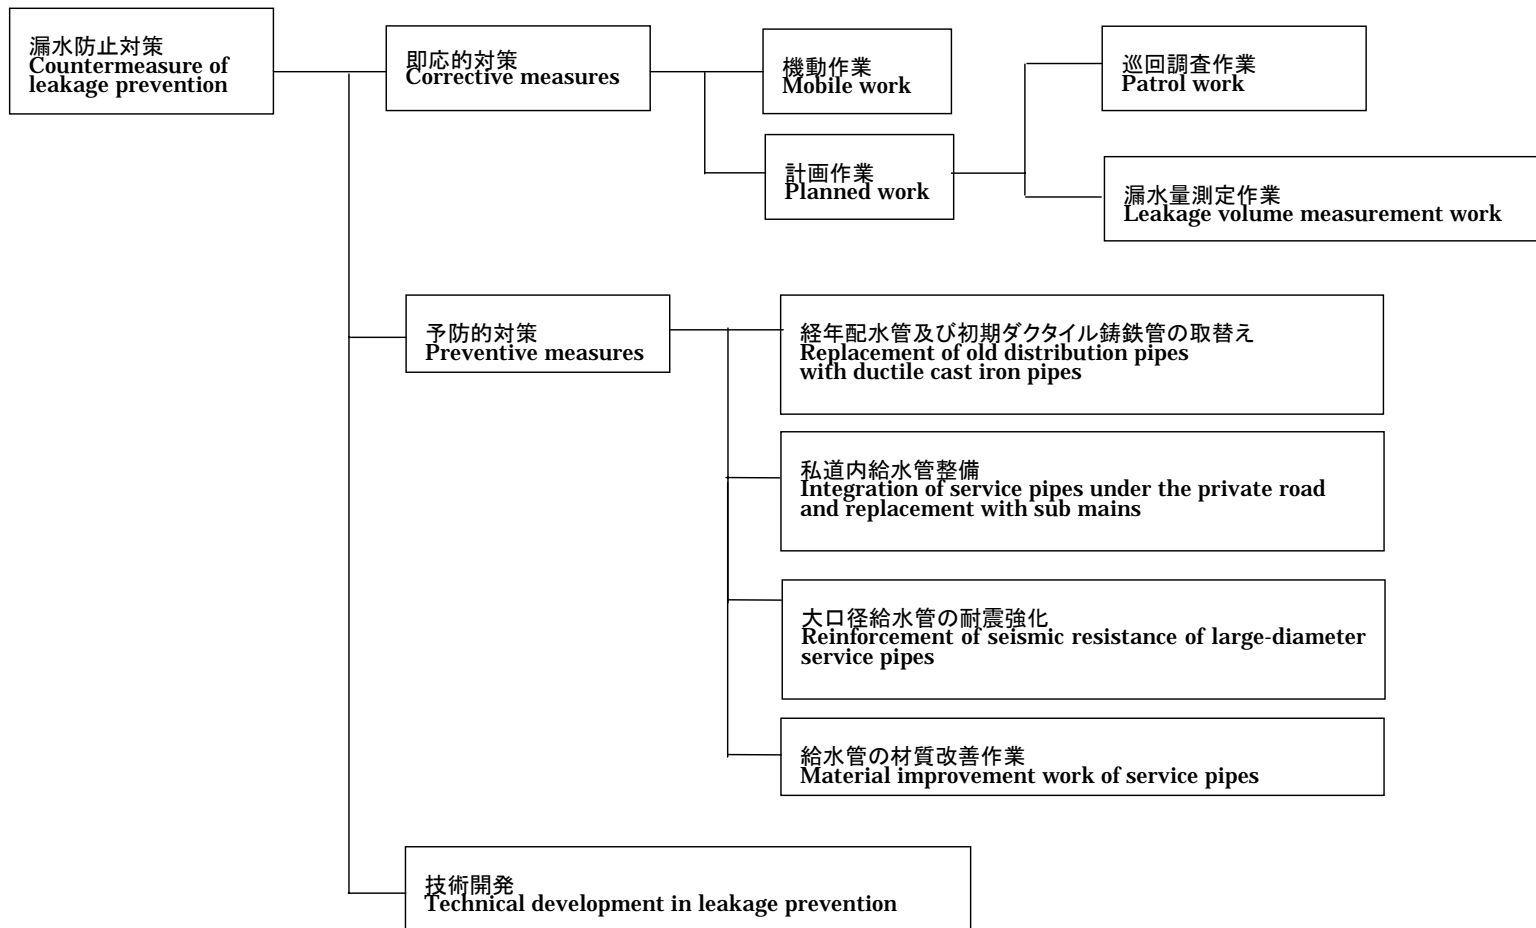 漏水防止対策
Countermeasure of
leakage prevention
即応的対策
Corrective measures
機動作業
Mobile work
計画作業
Planned work
巡回調査作業
Patrol work
漏水量測定作業
Leakage volume measurement work
予防的対策
Preventive measures
経年配水管及び初期ダクタイル鋳鉄管の取替え
Replacement of old distribution pipes
with ductile cast iron pipes
私道内給水管整備
Integration of service pipes under the private road
and replacement with sub mains
大口径給水管の耐震強化
Reinforcement of seismic resistance of large-diameter
service pipes
給水管の材質改善作業
Material improvement work of service pipes
技術開発
Technical development in leakage prevention